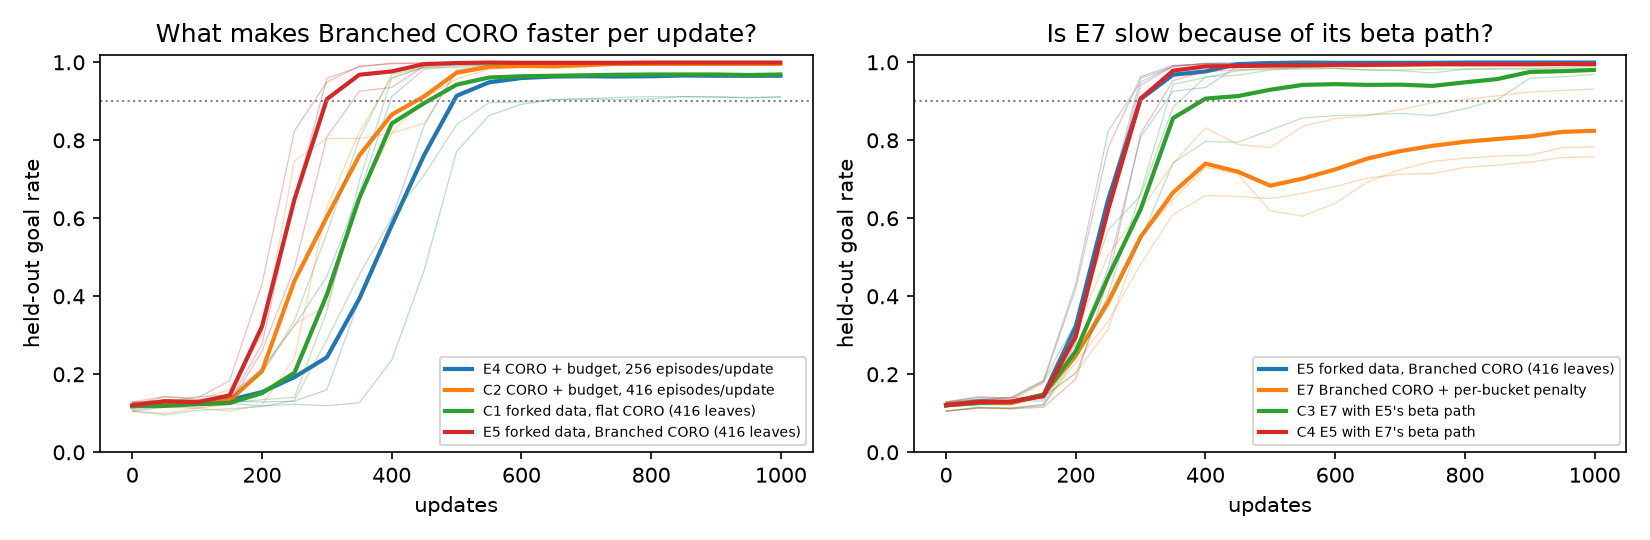 What makes Branched CORO faster per update?
held-out goal rate
1.0
0.8
0.6
0.4
0.2
0.0
E4 CORO + budget, 256 episodes/update
C2 CORO + budget, 416 episodes/update
C1 forked data, flat CORO (416 leaves)
E5 forked data, Branched CORO (416 leaves)
0 200 400 600 800 1000
updates
Is E7 slow because of its beta path?
held-out goal rate
1.0
0.8
0.6
0.4
0.2
0.0
E5 forked data, Branched CORO (416 leaves)
E7 Branched CORO + per-bucket penalty
C3 E7 with E5's beta path
C4 E5 with E7's beta path
0 200 400 600 800 1000
updates